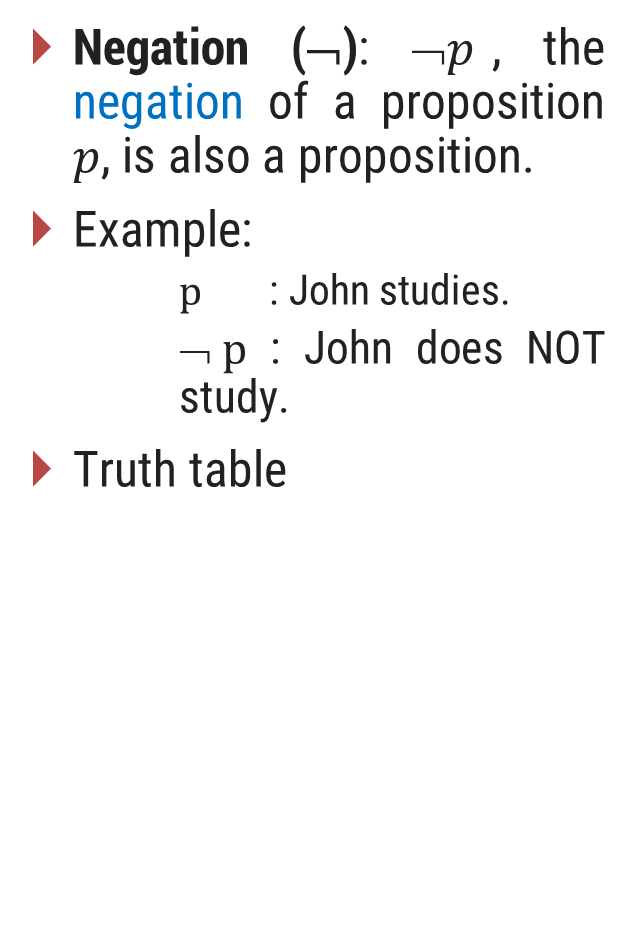 Negation (¬): ¬p , the
negation of a proposition
p, is also a proposition.
Example:
p : John studies.
¬ p : John does NOT
study.
Truth table